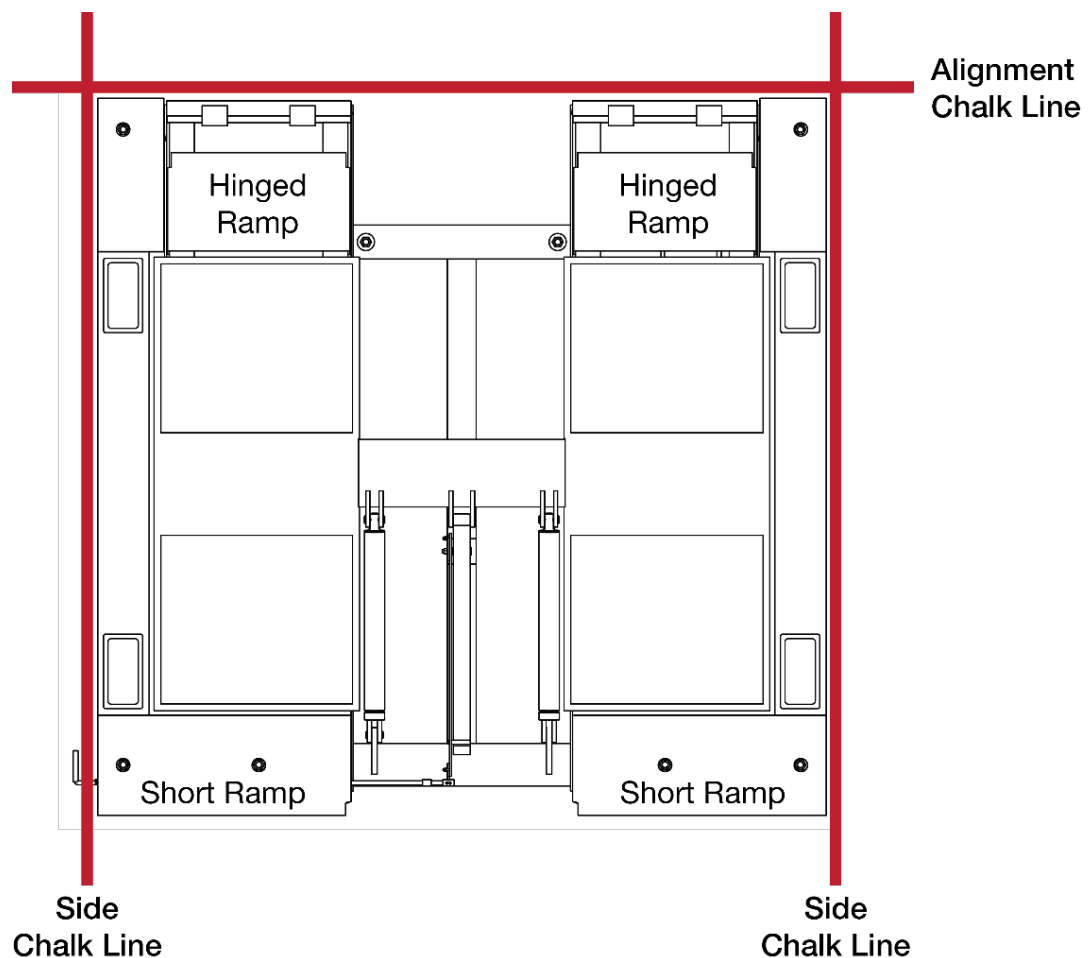 Alignment
Chalk Line
Hinged
Ramp
Hinged
Ramp
Short Ramp
Short Ramp
Side
Chalk Line
Side
Chalk Line